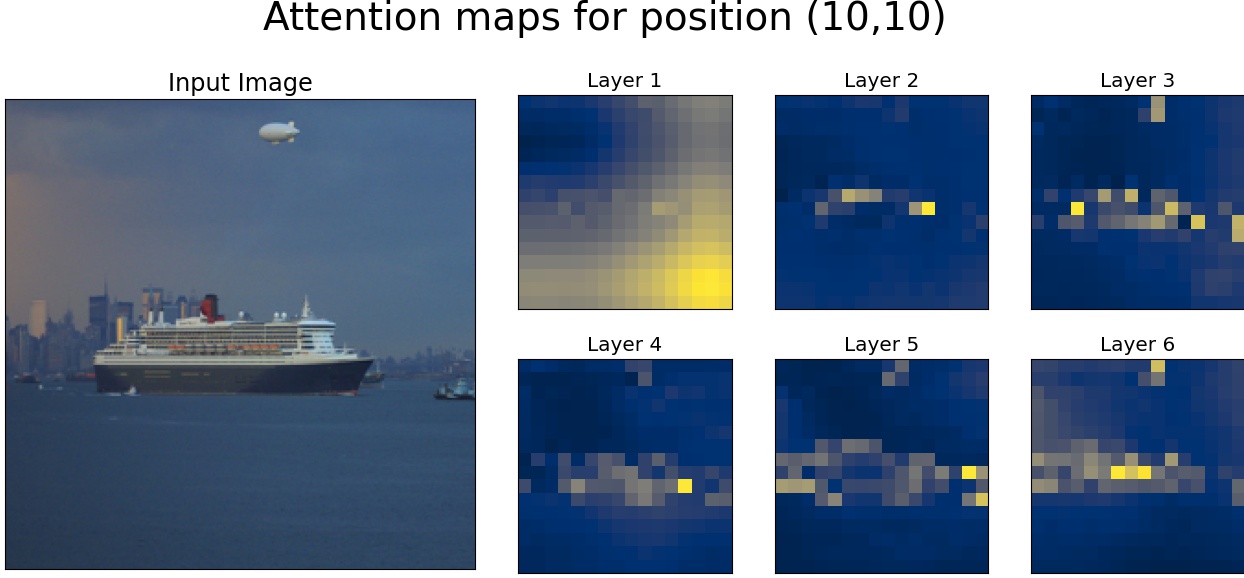 Attention maps for position (10,10)
Input Image
Layer 1
Layer 2
Layer 3
Layer 4
Layer 5
Layer 6